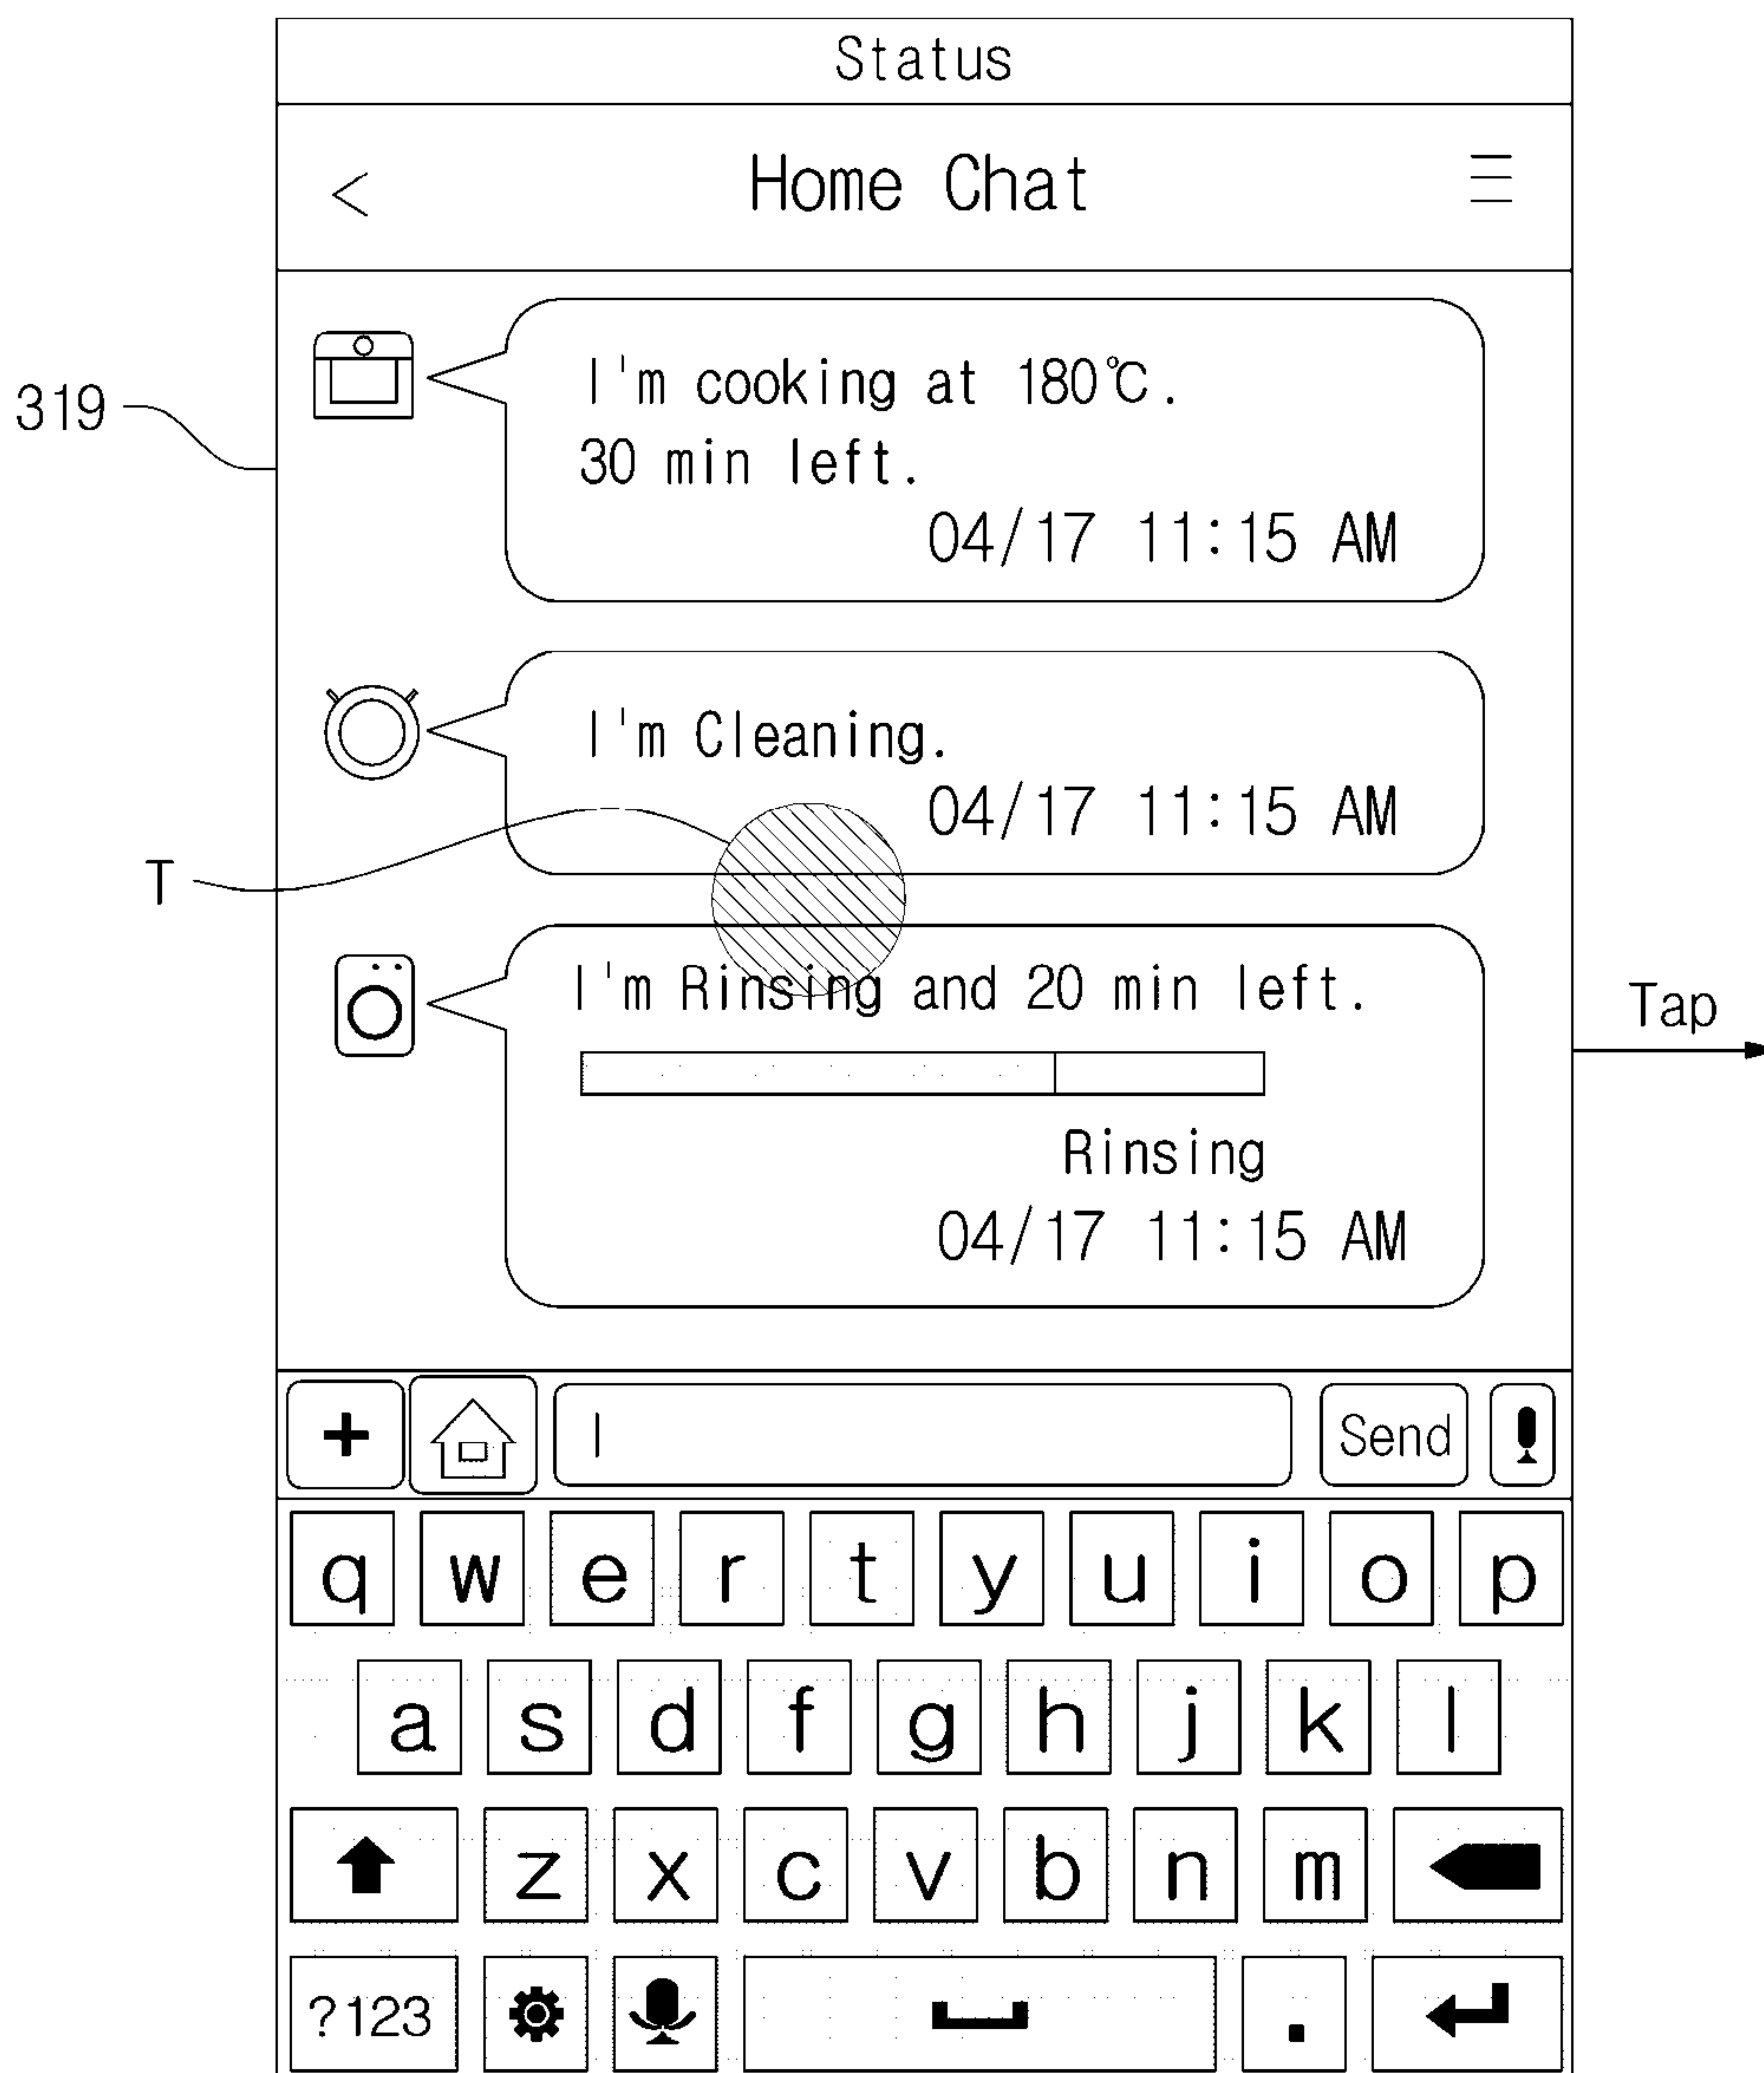 Status
< Home Chat
319
I'm cooking at 180℃.
30 min left.
04/17 11:15 AM
I'm Cleaning.
04/17 11:15 AM
T
I'm Rinsing and 20 min left.
Tap
Rinsing
04/17 11:15 AM
+ Send
q w e r t y u i o p
a s d f g h j k l
z x c v b n m
?123 .